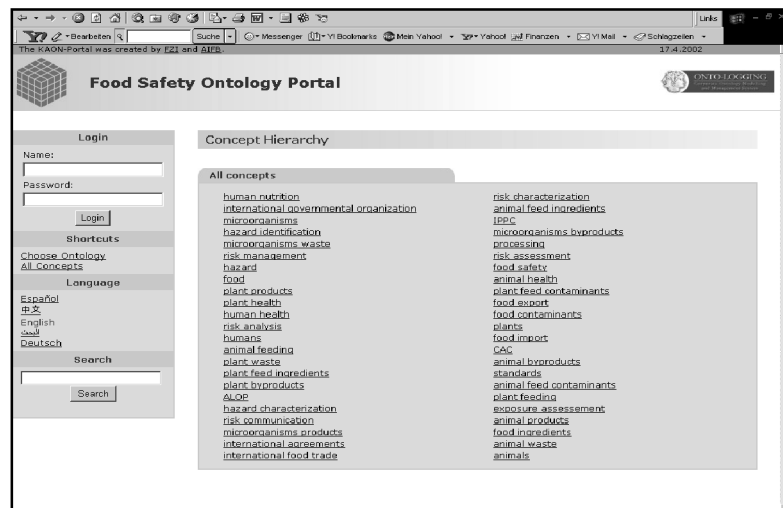 Links
Bearbeiten Suche Messenger Y! Bookmarks Mein Yahoo! Yahoo! Finanzen Y! Mail Schlagzeilen
The KAON-Portal was created by FZI and AIFB. 17.4.2002
Food Safety Ontology Portal
ONTO-LOGGING
Login
Name:
Password:
Login
Shortcuts
Choose Ontology
All Concepts
Language
Español
中文
English
Deutsch
Search
Search
Concept Hierarchy
All concepts
human nutrition
international governmental organization
microorganisms
hazard identification
microorganisms waste
risk management
hazard
food
plant products
plant health
human health
risk analysis
humans
animal feeding
plant waste
plant feed ingredients
plant byproducts
ALOP
hazard characterization
risk communication
microorganisms products
international agreements
international food trade
risk characterization
animal feed ingredients
IPPC
microorganisms byproducts
processing
risk assessment
food safety
animal health
plant feed contaminants
food export
food contaminants
plants
food import
CAC
animal byproducts
standards
animal feed contaminants
plant feeding
exposure assessement
animal products
food ingredients
animal waste
animals